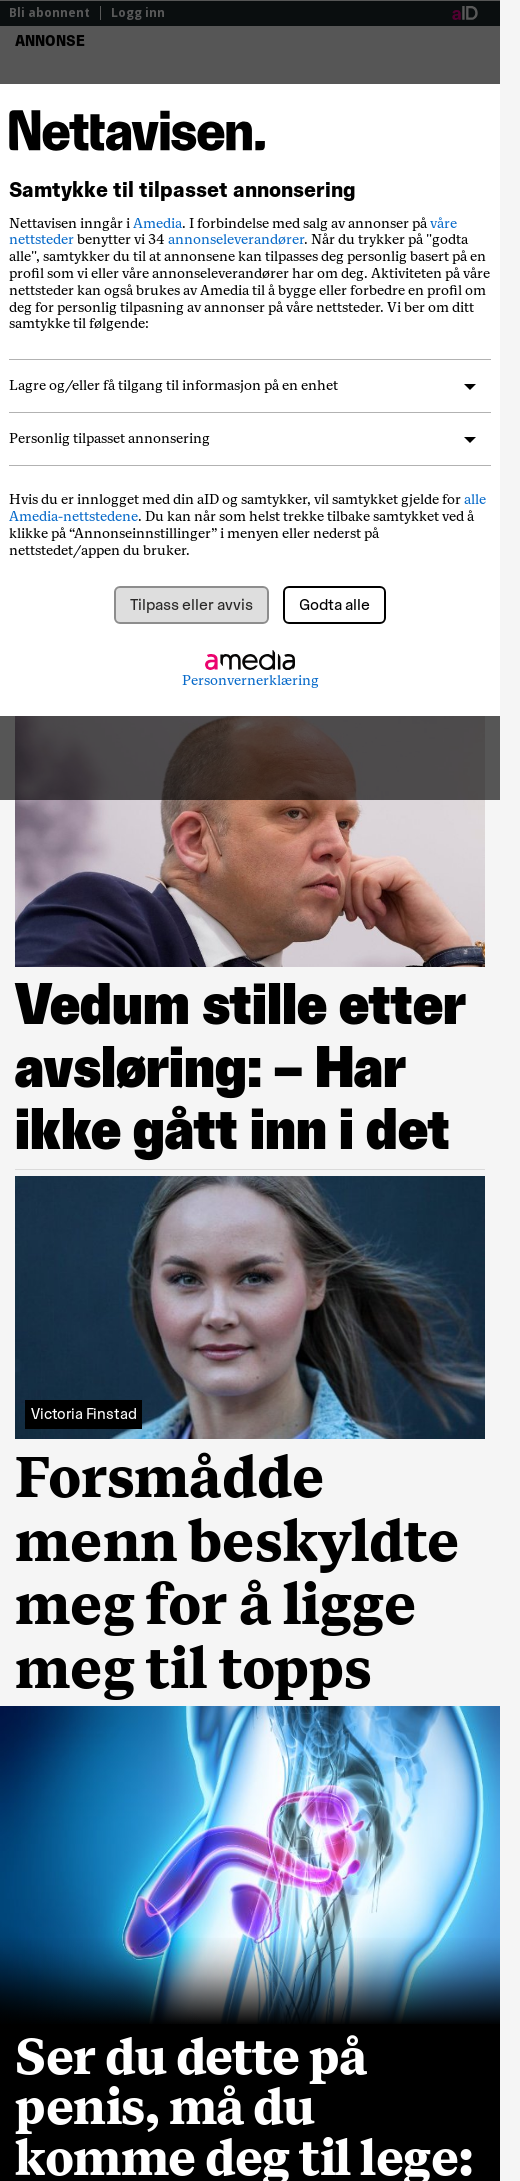 Bli abonnent | Logg inn
aID
ANNONSE
Nettavisen.
Samtykke til tilpasset annonsering
Nettavisen inngår i Amedia. I forbindelse med salg av annonser på våre
nettsteder benytter vi 34 annonseleverandører. Når du trykker på "godta
alle", samtykker du til at annonsene kan tilpasses deg personlig basert på en
profil som vi eller våre annonseleverandører har om deg. Aktiviteten på våre
nettsteder kan også brukes av Amedia til å bygge eller forbedre en profil om
deg for personlig tilpasning av annonser på våre nettsteder. Vi ber om ditt
samtykke til følgende:
Lagre og/eller få tilgang til informasjon på en enhet
Personlig tilpasset annonsering
Hvis du er innlogget med din aID og samtykker, vil samtykket gjelde for alle
Amedia-nettstedene. Du kan når som helst trekke tilbake samtykket ved å
klikke på “Annonseinnstillinger” i menyen eller nederst på
nettstedet/appen du bruker.
Tilpass eller avvis
Godta alle
amedia
Personvernerklæring
Vedum stille etter
avsløring: – Har
ikke gått inn i det
Victoria Finstad
Forsmådde
menn beskyldte
meg for å ligge
meg til topps
Ser du dette på
penis, må du
komme deg til lege: